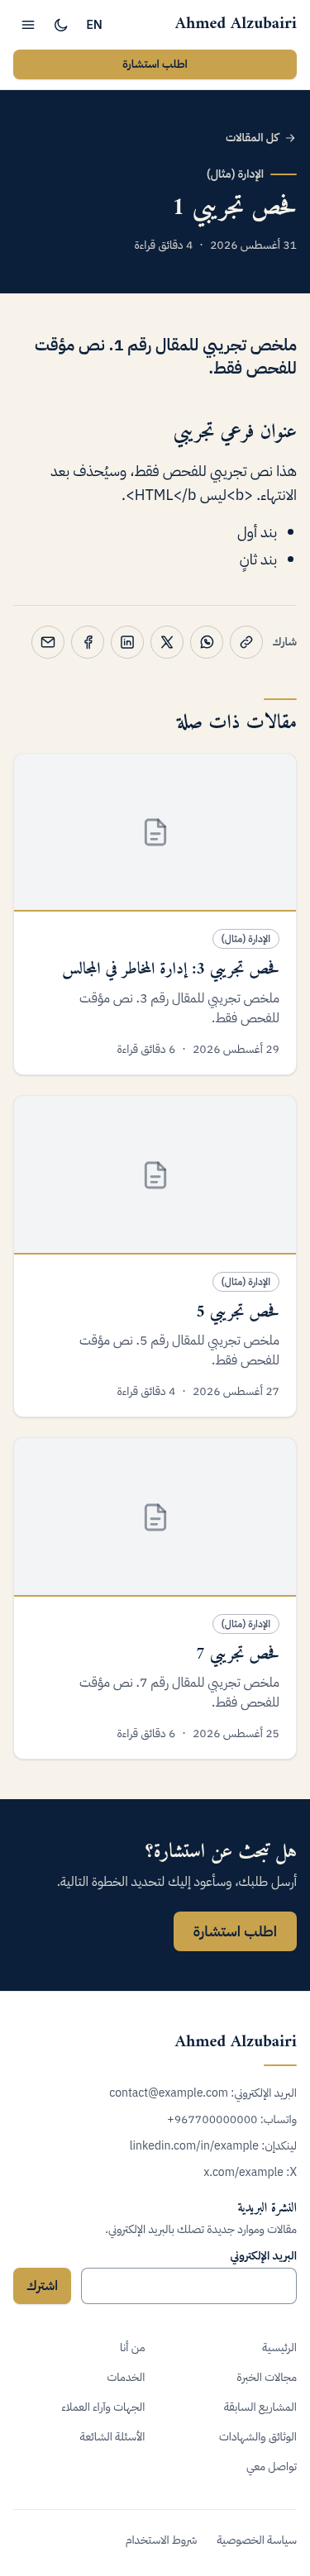 Ahmed Alzubairi
EN
اطلب استشارة
→ كل المقالات
الإدارة (مثال)
فحص تجريبي 1
31 أغسطس 2026 · 4 دقائق قراءة
ملخص تجريبي للمقال رقم 1. نص مؤقت
للفحص فقط.
عنوان فرعي تجريبي
هذا نص تجريبي للفحص فقط، وسيُحذف بعد
الانتهاء. <b>ليس HTML</b>.
• بند أول
• بند ثانٍ
شارك
مقالات ذات صلة
الإدارة (مثال)
فحص تجريبي 3: إدارة المخاطر في المجالس
ملخص تجريبي للمقال رقم 3. نص مؤقت
للفحص فقط.
29 أغسطس 2026 · 6 دقائق قراءة
الإدارة (مثال)
فحص تجريبي 5
ملخص تجريبي للمقال رقم 5. نص مؤقت
للفحص فقط.
27 أغسطس 2026 · 4 دقائق قراءة
الإدارة (مثال)
فحص تجريبي 7
ملخص تجريبي للمقال رقم 7. نص مؤقت
للفحص فقط.
25 أغسطس 2026 · 6 دقائق قراءة
هل تبحث عن استشارة؟
أرسل طلبك، وسأعود إليك لتحديد الخطوة التالية.
اطلب استشارة
Ahmed Alzubairi
البريد الإلكتروني: contact@example.com
واتساب: 967700000000+
لينكدإن: linkedin.com/in/example
X: x.com/example
النشرة البريدية
مقالات وموارد جديدة تصلك بالبريد الإلكتروني.
البريد الإلكتروني
اشترك
الرئيسية
من أنا
مجالات الخبرة
الخدمات
المشاريع السابقة
الجهات وآراء العملاء
الوثائق والشهادات
الأسئلة الشائعة
تواصل معي
سياسة الخصوصية
شروط الاستخدام